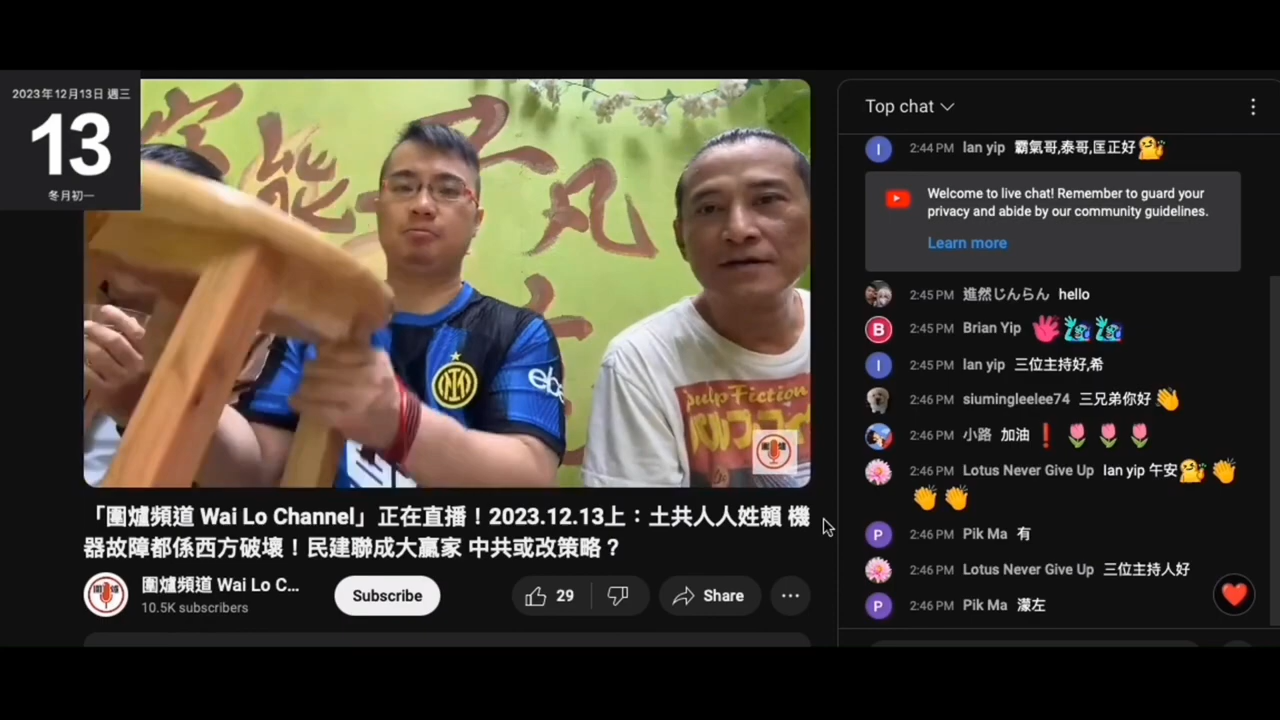 2023年12月13日 週三
13
冬月初一
能
平凡
pulp Fiction
ebay
「圍爐頻道 Wai Lo Channel」正在直播！2023.12.13上：土共人人姓賴 機
器故障都係西方破壞！民建聯成大贏家 中共或改策略？
圍爐頻道 Wai Lo C...
10.5K subscribers
Subscribe
29
Share
Top chat
2:44 PM Ian yip 霸氣哥,泰哥,匡正好
Welcome to live chat! Remember to guard your
privacy and abide by our community guidelines.
Learn more
2:45 PM 進然じんらん hello
B
2:45 PM Brian Yip
I
2:45 PM Ian yip 三位主持好,希
2:46 PM siumingleelee74 三兄弟你好
2:46 PM 小路 加油❗
2:46 PM Lotus Never Give Up Ian yip 午安
P
2:46 PM Pik Ma 有
2:46 PM Lotus Never Give Up 三位主持人好
P
2:46 PM Pik Ma 濛左